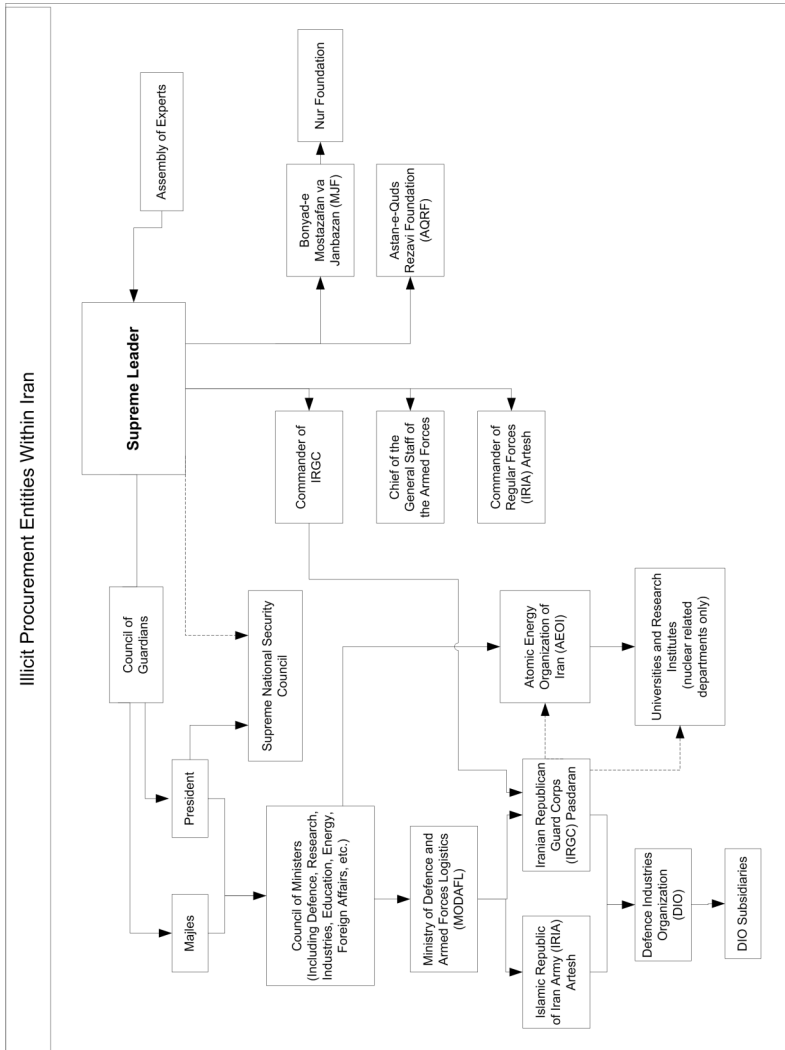 Illicit Procurement Entities Within Iran
Assembly of Experts
Supreme Leader
Council of
Guardians
Majles
President
Supreme National Security
Council
Council of Ministers
(Including Defence, Research,
Industries, Education, Energy,
Foreign Affairs, etc.)
Ministry of Defence and
Armed Forces Logistics
(MODAFL)
Commander of
IRGC
Chief of the
General Staff of
the Armed Forces
Commander of
Regular Forces
(IRIA) Artesh
Bonyad-e
Mostazafan va
Janbazan (MJF)
Nur Foundation
Astan-e-Quds
Rezavi Foundation
(AQRF)
Islamic Republic
of Iran Army (IRIA)
Artesh
Iranian Republican
Guard Corps
(IRGC) Pasdaran
Atomic Energy
Organization of
Iran (AEOI)
Defence Industries
Organization
(DIO)
Universities and Research
Institutes
(nuclear related
departments only)
DIO Subsidiaries